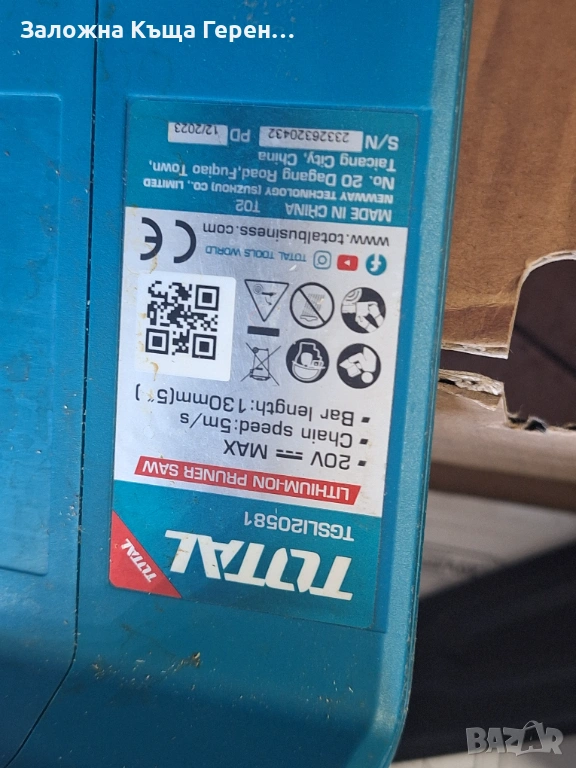 Заложна Къща Герен...
TOTAL
TOTAL
TGSLI20581
LITHIUM-ION PRUNER SAW
• 20V MAX
• Chain speed:5m/s
• Bar length:130mm(5")
TOTAL TOOLS WORLD
www.totalbusiness.com
MADE IN CHINA T02
NEWWAY TECHNOLOGY (SUZHOU) CO., LIMITED
No. 20 Dagang Road,Fuqiao Town,
Taicang City, China
S/N 23326320432 PD 12/2023
BAZAR